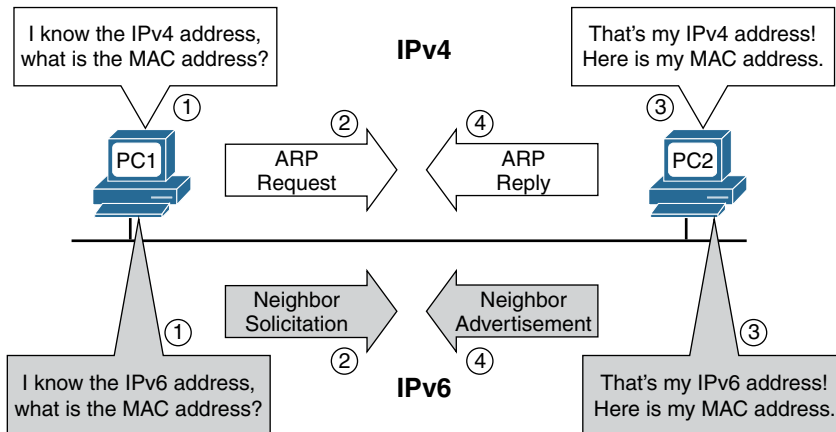 I know the IPv4 address,
what is the MAC address?
IPv4
That's my IPv4 address!
Here is my MAC address.
1
2
4
3
PC1
ARP
Request
ARP
Reply
PC2
Neighbor
Solicitation
Neighbor
Advertisement
1
2
4
3
I know the IPv6 address,
what is the MAC address?
IPv6
That's my IPv6 address!
Here is my MAC address.